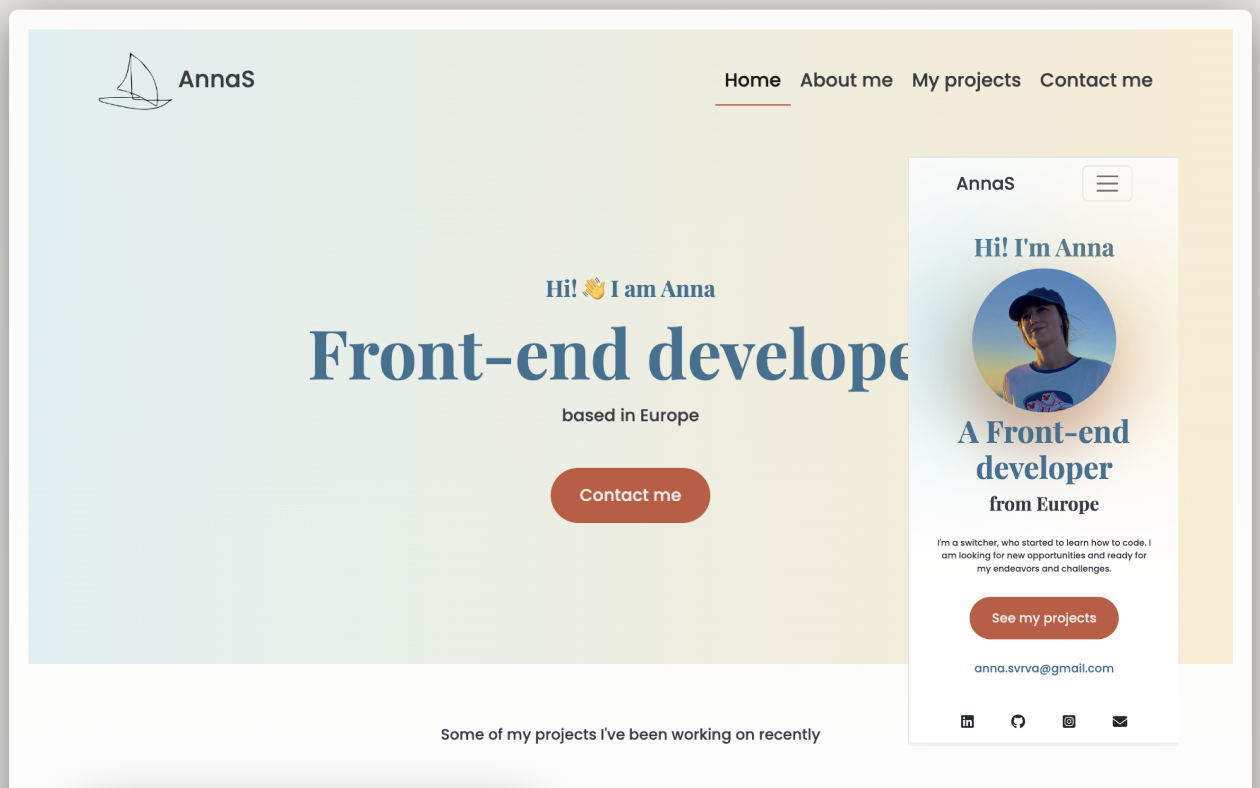 AnnaS
Home About me My projects Contact me
Hi! 👋 I am Anna
Front-end develope
based in Europe
Contact me
Some of my projects I've been working on recently
AnnaS
Hi! I'm Anna
A Front-end
developer
from Europe
I'm a switcher, who started to learn how to code. I
am looking for new opportunities and ready for
my endeavors and challenges.
See my projects
anna.svrva@gmail.com